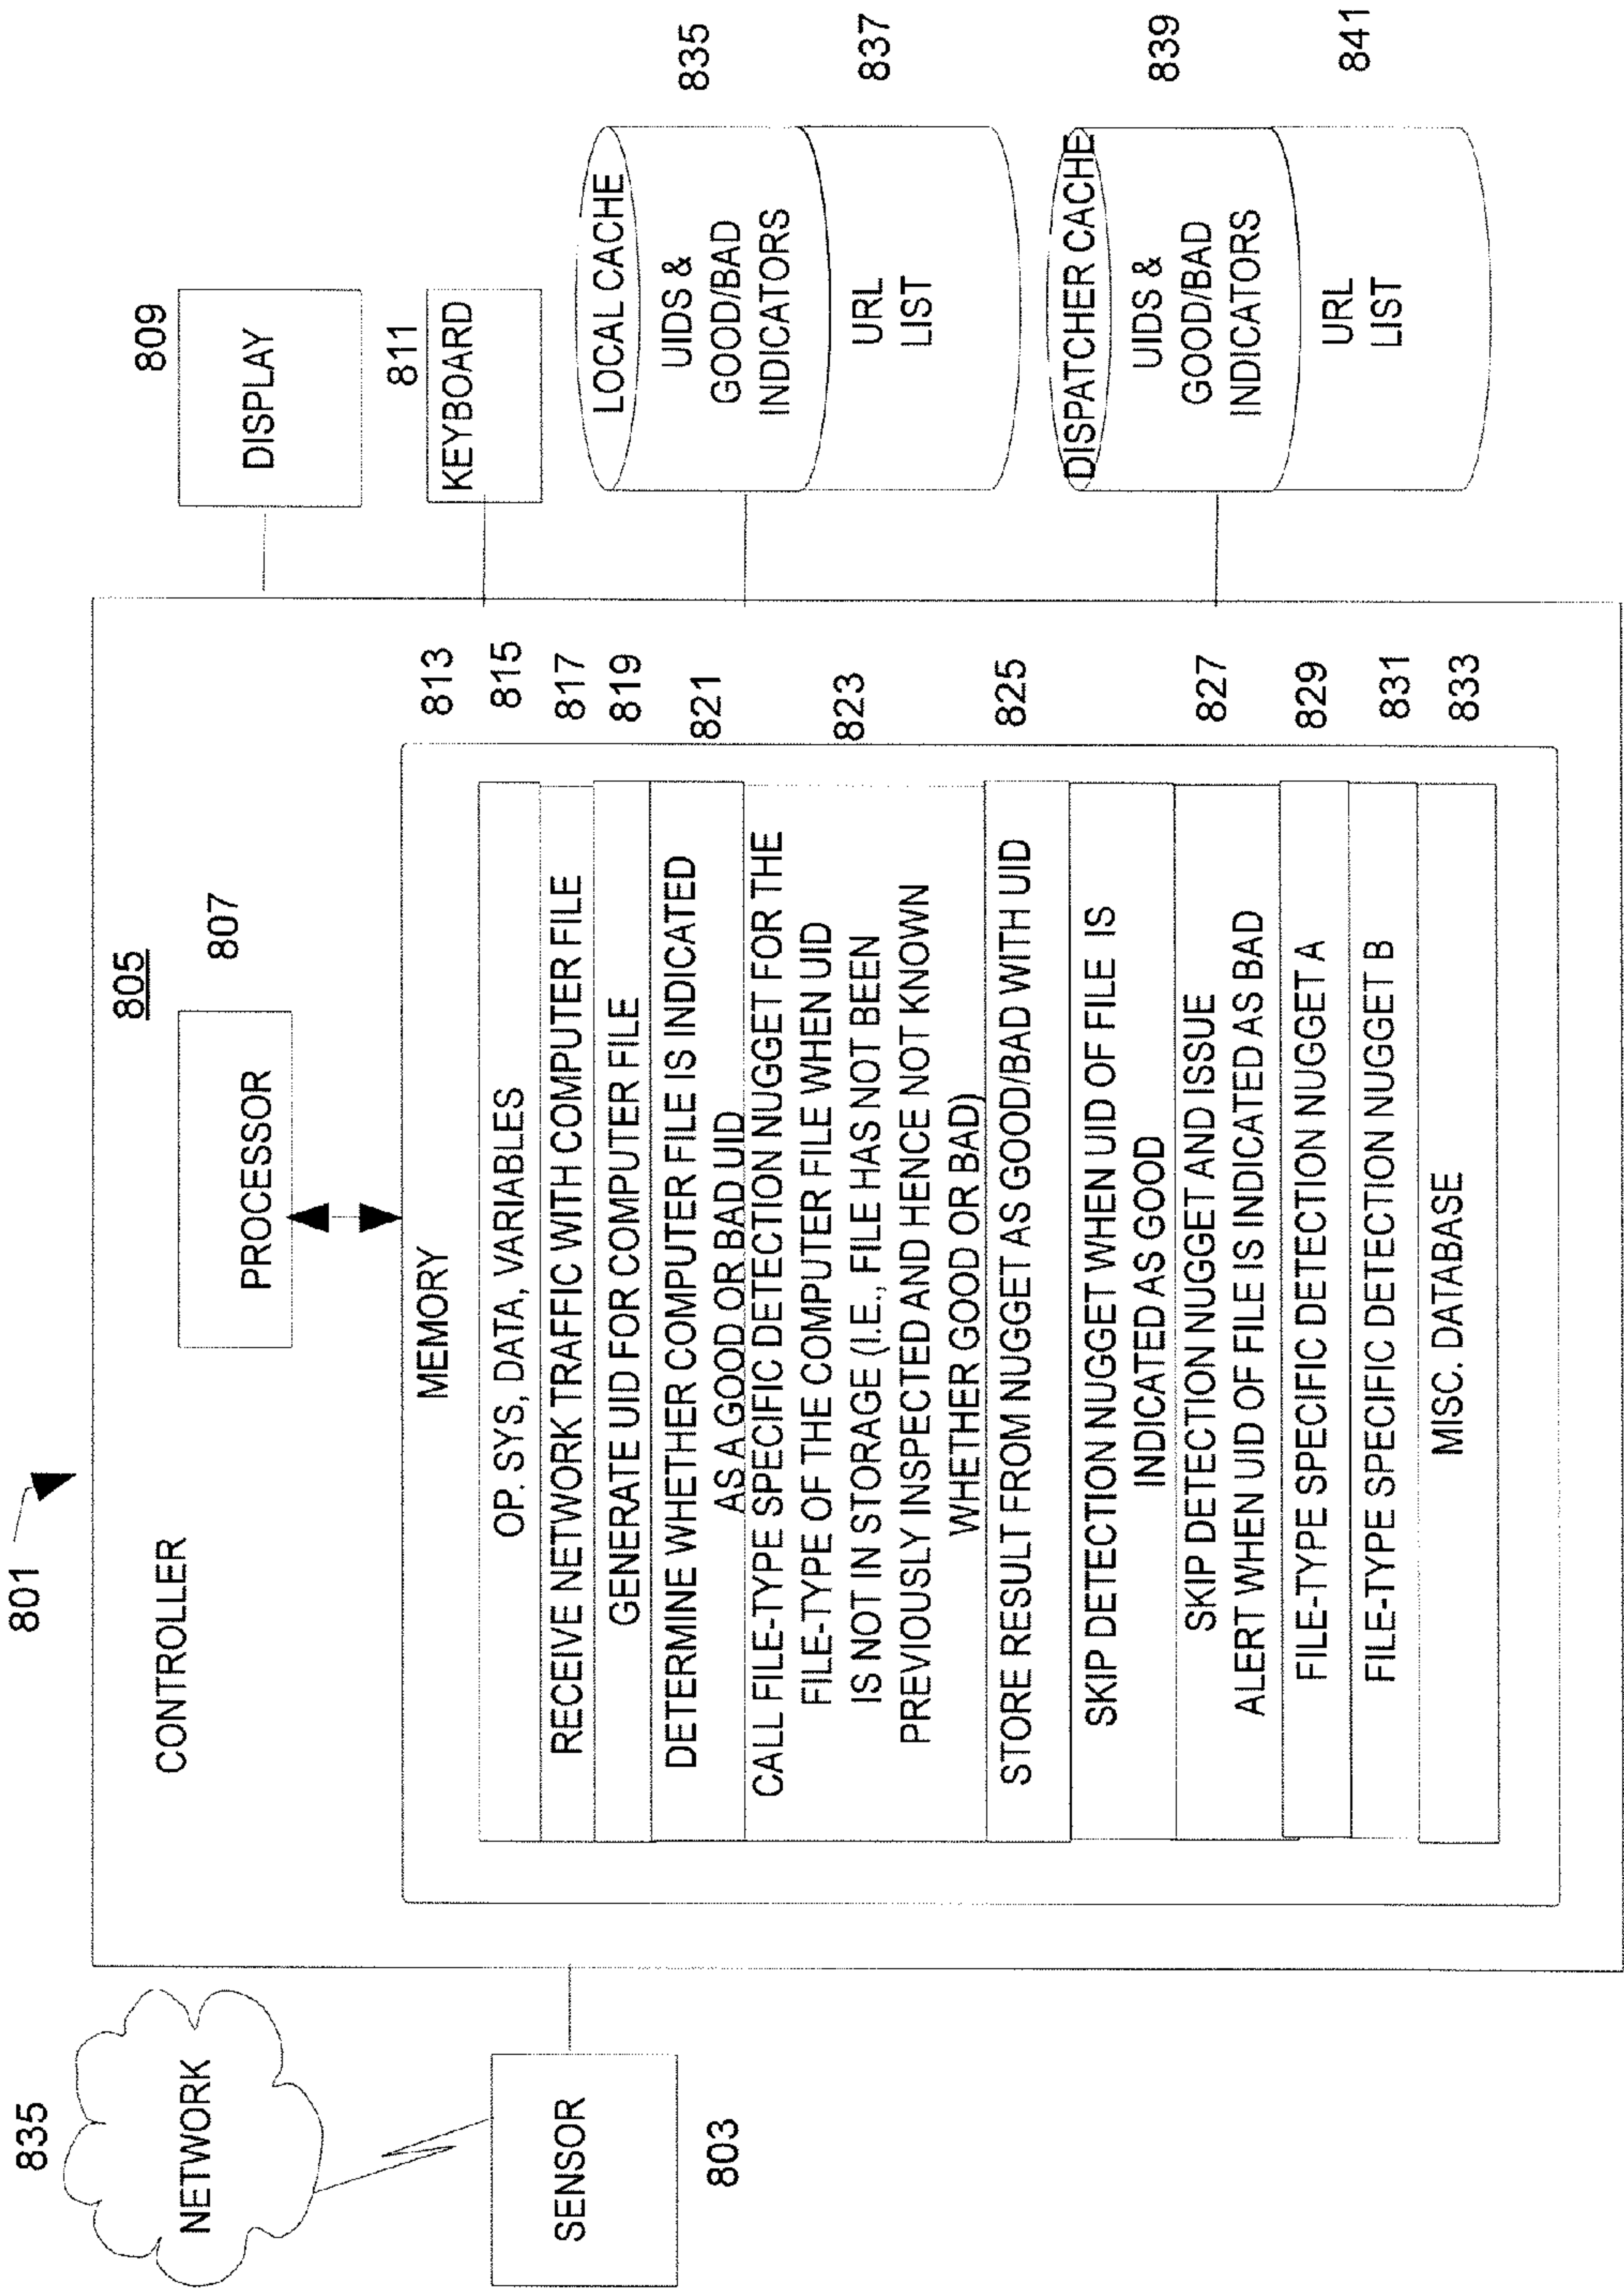 801
835
NETWORK
SENSOR
803
CONTROLLER
805
PROCESSOR
807
MEMORY
813
OP. SYS, DATA, VARIABLES
815
RECEIVE NETWORK TRAFFIC WITH COMPUTER FILE
817
GENERATE UID FOR COMPUTER FILE
819
DETERMINE WHETHER COMPUTER FILE IS INDICATED
AS A GOOD OR BAD UID
821
CALL FILE-TYPE SPECIFIC DETECTION NUGGET FOR THE
FILE-TYPE OF THE COMPUTER FILE WHEN UID
IS NOT IN STORAGE (I.E., FILE HAS NOT BEEN
PREVIOUSLY INSPECTED AND HENCE NOT KNOWN
WHETHER GOOD OR BAD)
823
STORE RESULT FROM NUGGET AS GOOD/BAD WITH UID
825
SKIP DETECTION NUGGET WHEN UID OF FILE IS
INDICATED AS GOOD
SKIP DETECTION NUGGET AND ISSUE
ALERT WHEN UID OF FILE IS INDICATED AS BAD
827
FILE-TYPE SPECIFIC DETECTION NUGGET A
829
FILE-TYPE SPECIFIC DETECTION NUGGET B
831
MISC. DATABASE
833
809
DISPLAY
811
KEYBOARD
LOCAL CACHE
UIDS &
GOOD/BAD
INDICATORS
835
URL
LIST
837
DISPATCHER CACHE
UIDS &
GOOD/BAD
INDICATORS
839
URL
LIST
841